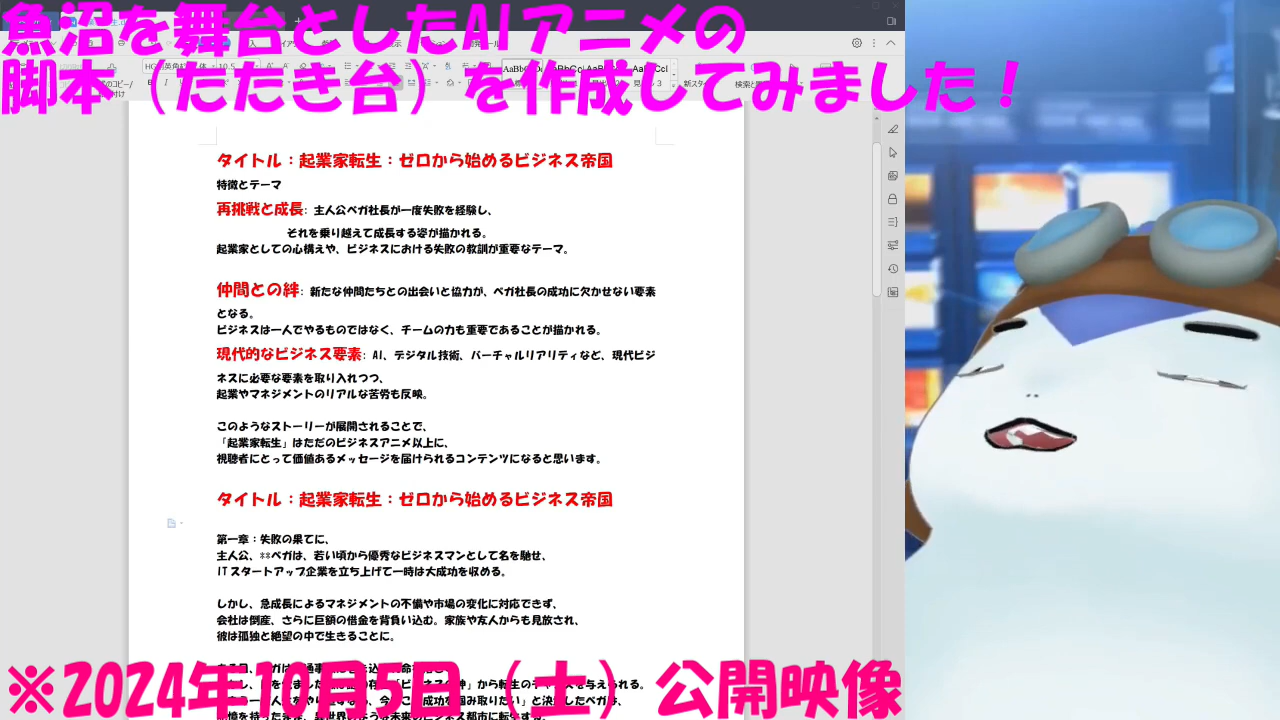 魚沼を舞台としたAIアニメの
脚本（たたき台）を作成してみました！
タイトル：起業家転生：ゼロから始めるビジネス帝国
特徴とテーマ
再挑戦と成長: 主人公ペガ社長が一度失敗を経験し、
それを乗り越えて成長する姿が描かれる。
起業家としての心構えや、ビジネスにおける失敗の教訓が重要なテーマ。
仲間との絆: 新たな仲間たちとの出会いと協力が、ペガ社長の成功に欠かせない要素
となる。
ビジネスは一人でやるものではなく、チームの力も重要であることが描かれる。
現代的なビジネス要素: AI、デジタル技術、バーチャルリアリティなど、現代ビジ
ネスに必要な要素を取り入れつつ、
起業やマネジメントのリアルな苦労も反映。
このようなストーリーが展開されることで、
「起業家転生」はただのビジネスアニメ以上に、
視聴者にとって価値あるメッセージを届けられるコンテンツになると思います。
タイトル：起業家転生：ゼロから始めるビジネス帝国
第一章：失敗の果てに、
主人公、**ペガは、若い頃から優秀なビジネスマンとして名を馳せ、
ITスタートアップ企業を立ち上げて一時は大成功を収める。
しかし、急成長によるマネジメントの不備や市場の変化に対応できず、
会社は倒産、さらに巨額の借金を背負い込む。家族や友人からも見放され、
彼は孤独と絶望の中で生きることに。
※2024年10月5日（土）公開映像